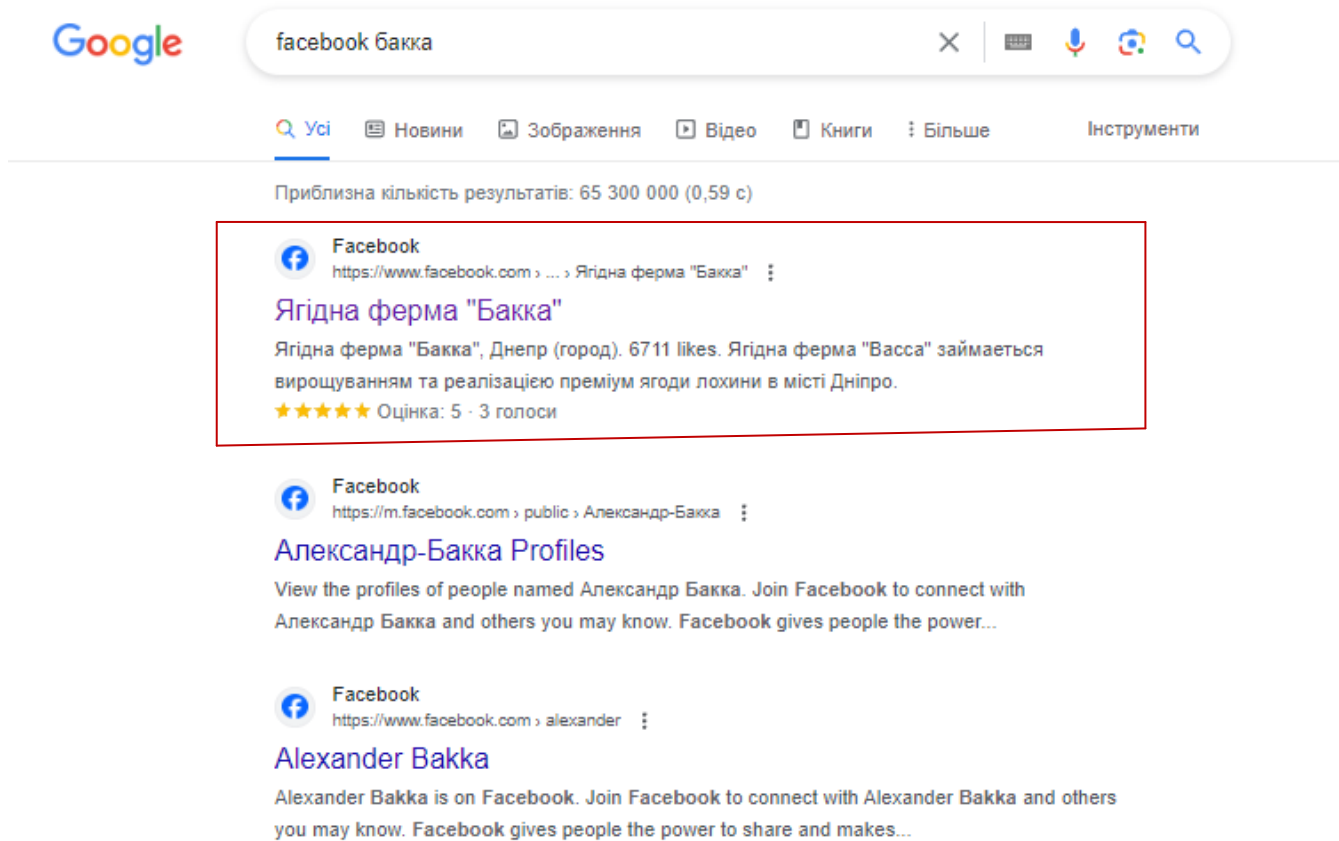 Google
facebook бакка
Усі Новини Зображення Відео Книги Більше Інструменти
Приблизна кількість результатів: 65 300 000 (0,59 с)
Facebook
https://www.facebook.com › ... › Ягідна ферма "Бакка"
Ягідна ферма "Бакка"
Ягідна ферма "Бакка", Днепр (город). 6711 likes. Ягідна ферма "Bacca" займається
вирощуванням та реалізацією преміум ягоди лохини в місті Дніпро.
Оцінка: 5 · 3 голоси
Facebook
https://m.facebook.com › public › Александр-Бакка
Александр-Бакка Profiles
View the profiles of people named Александр Бакка. Join Facebook to connect with
Александр Бакка and others you may know. Facebook gives people the power...
Facebook
https://www.facebook.com › alexander
Alexander Bakka
Alexander Bakka is on Facebook. Join Facebook to connect with Alexander Bakka and others
you may know. Facebook gives people the power to share and makes...